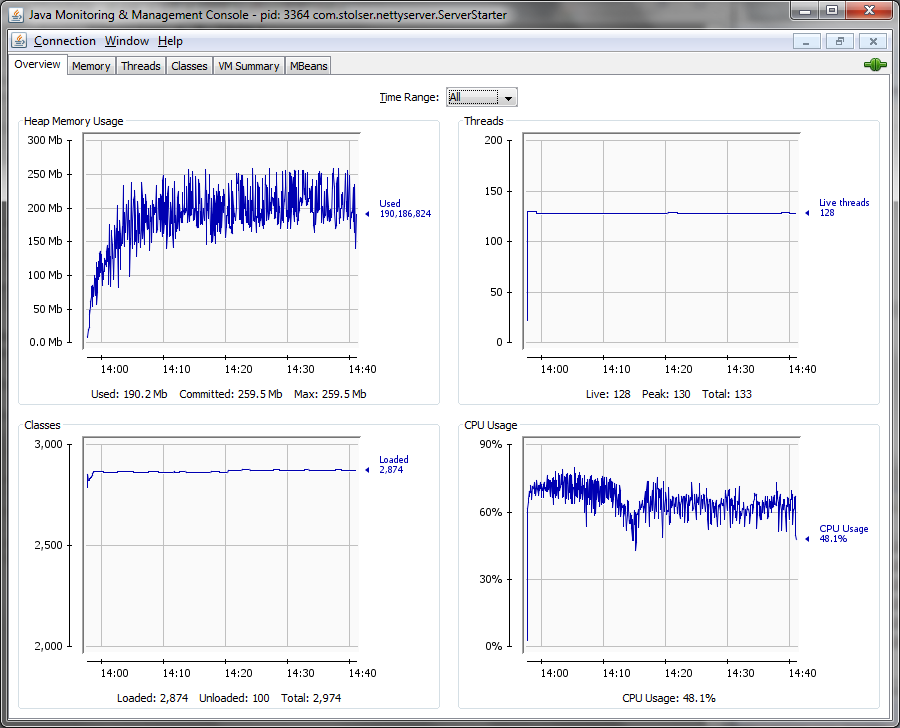 Java Monitoring & Management Console - pid: 3364 com.stolser.nettyserver.ServerStarter
Connection Window Help
Overview Memory Threads Classes VM Summary MBeans
Time Range: All
Heap Memory Usage
300 Mb
250 Mb
200 Mb
150 Mb
100 Mb
50 Mb
0.0 Mb
Used
190,186,824
14:00 14:10 14:20 14:30 14:40
Used: 190.2 Mb Committed: 259.5 Mb Max: 259.5 Mb
Threads
200
150
100
50
0
Live threads
128
14:00 14:10 14:20 14:30 14:40
Live: 128 Peak: 130 Total: 133
Classes
3,000
2,500
2,000
Loaded
2,874
14:00 14:10 14:20 14:30 14:40
Loaded: 2,874 Unloaded: 100 Total: 2,974
CPU Usage
90%
60%
30%
0%
CPU Usage
48.1%
14:00 14:10 14:20 14:30 14:40
CPU Usage: 48.1%